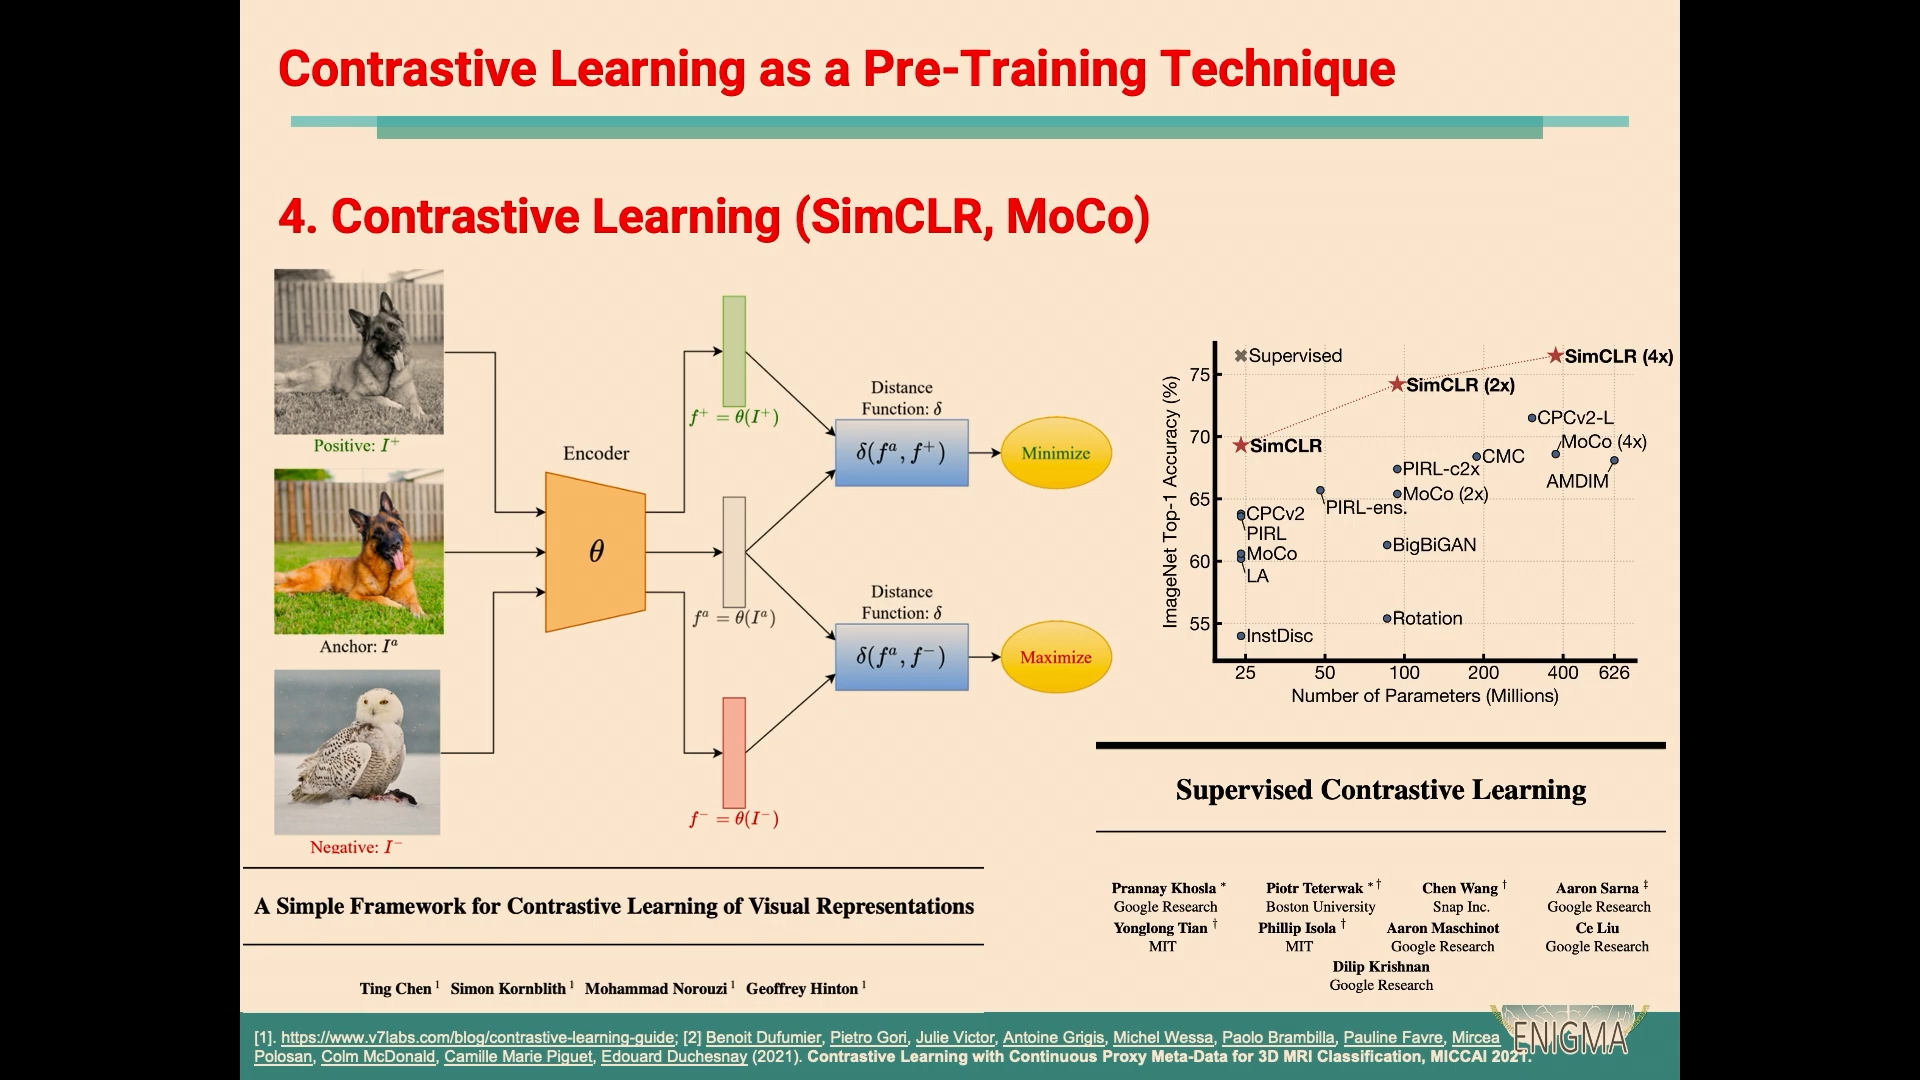 Contrastive Learning as a Pre-Training Technique
4. Contrastive Learning (SimCLR, MoCo)
Positive: I⁺
Anchor: Iᵃ
Negative: I⁻
Encoder
θ
f⁺ = θ(I⁺)
fᵃ = θ(Iᵃ)
f⁻ = θ(I⁻)
Distance
Function: δ
δ(fᵃ, f⁺)
Minimize
Distance
Function: δ
δ(fᵃ, f⁻)
Maximize
ImageNet Top-1 Accuracy (%)
75
70
65
60
55
Supervised
SimCLR (4x)
SimCLR (2x)
CPCv2-L
SimCLR
MoCo (4x)
CMC
PIRL-c2x
AMDIM
MoCo (2x)
PIRL-ens.
CPCv2
PIRL
BigBiGAN
MoCo
LA
Rotation
InstDisc
25 50 100 200 400 626
Number of Parameters (Millions)
A Simple Framework for Contrastive Learning of Visual Representations
Ting Chen ¹ Simon Kornblith ¹ Mohammad Norouzi ¹ Geoffrey Hinton ¹
Supervised Contrastive Learning
Prannay Khosla * Piotr Teterwak * † Chen Wang † Aaron Sarna ‡
Google Research Boston University Snap Inc. Google Research
Yonglong Tian † Phillip Isola † Aaron Maschinot Ce Liu
MIT MIT Google Research Google Research
Dilip Krishnan
Google Research
[1]. https://www.v7labs.com/blog/contrastive-learning-guide; [2] Benoit Dufumier, Pietro Gori, Julie Victor, Antoine Grigis, Michel Wessa, Paolo Brambilla, Pauline Favre, Mircea
Polosan, Colm McDonald, Camille Marie Piguet, Edouard Duchesnay (2021). Contrastive Learning with Continuous Proxy Meta-Data for 3D MRI Classification, MICCAI 2021.
ENIGMA